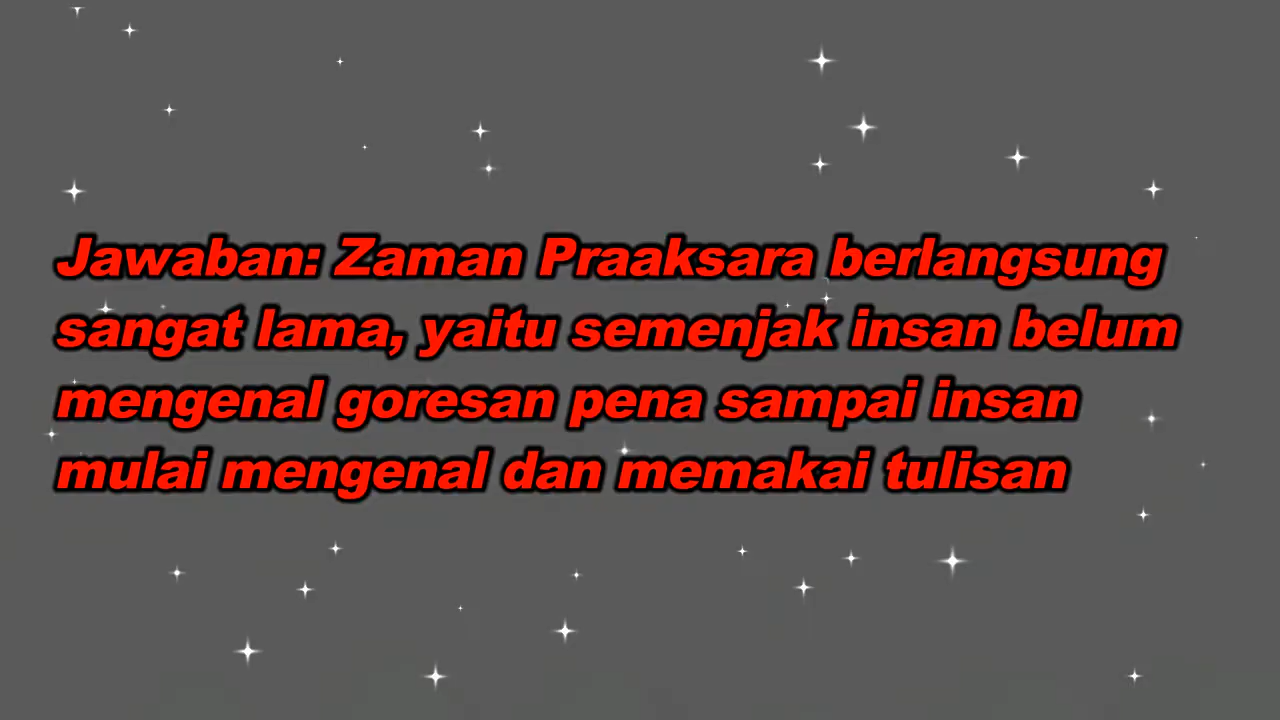 Jawaban: Zaman Praaksara berlangsung
sangat lama, yaitu semenjak insan belum
mengenal goresan pena sampai insan
mulai mengenal dan memakai tulisan